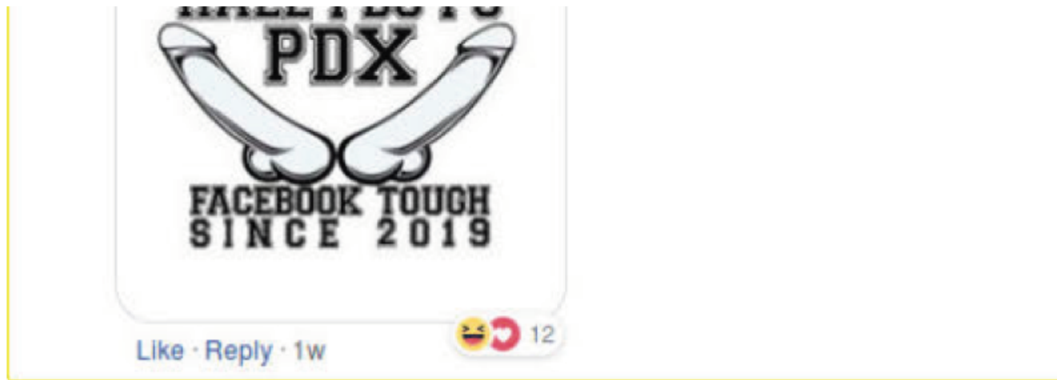 PDX
FACEBOOK TOUGH
SINCE 2019
12
Like · Reply · 1w